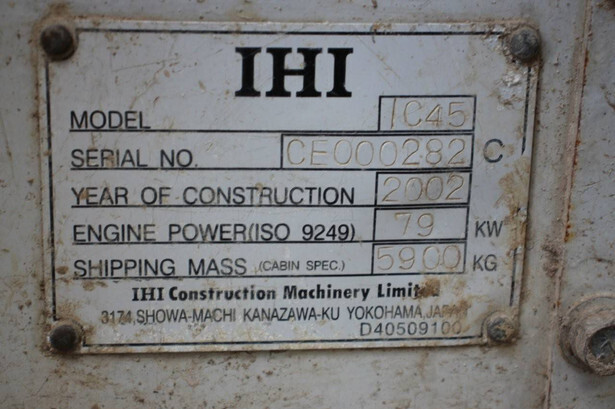 IHI
MODEL IC45
SERIAL NO. CE000282 C
YEAR OF CONSTRUCTION 2002
ENGINE POWER(ISO 9249) 79 KW
SHIPPING MASS (CABIN SPEC.) 5900 KG
IHI Construction Machinery Limited
3174,SHOWA-MACHI KANAZAWA-KU YOKOHAMA,JAPAN
D40509100